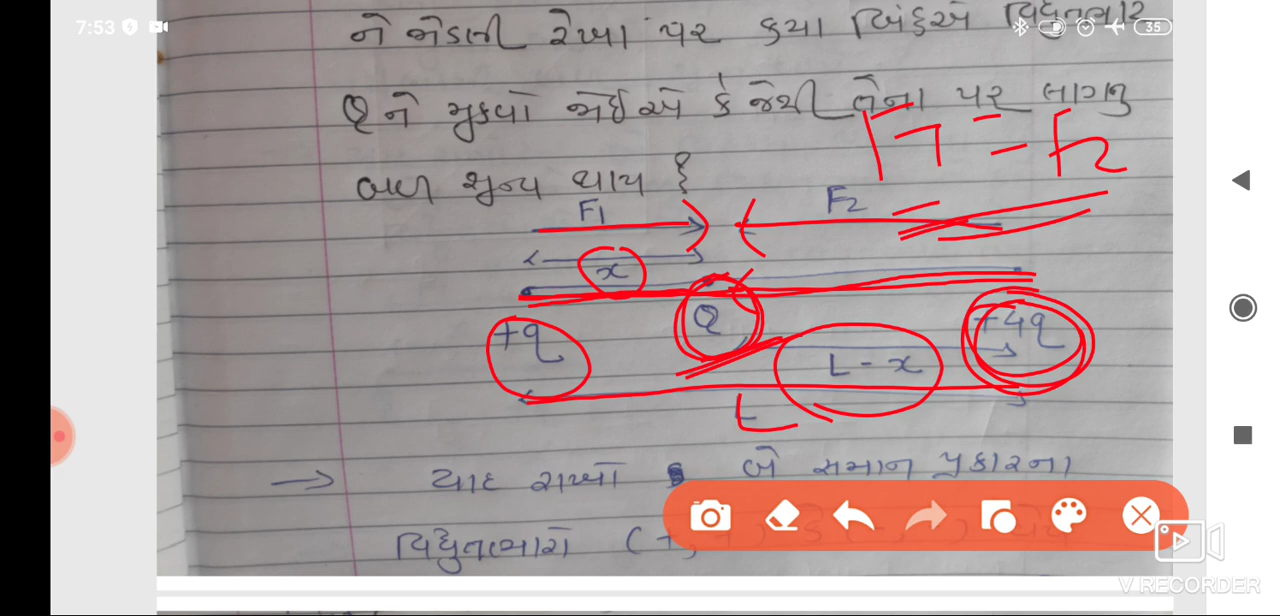 7:53
35
ને જોડતી રેખા પર કયા બિંદુએ વિદ્યુતભાર
Q ને મુકવો જોઈએ કે જેથી તેના પર લાગતુ
બળ શુન્ય થાય ?
F1 = F2
F1 F2
x
+q Q +4q
L - x
L
→ યાદ રાખો બે સમાન પ્રકારના
વિદ્યુતભારો (+,
V RECORDER